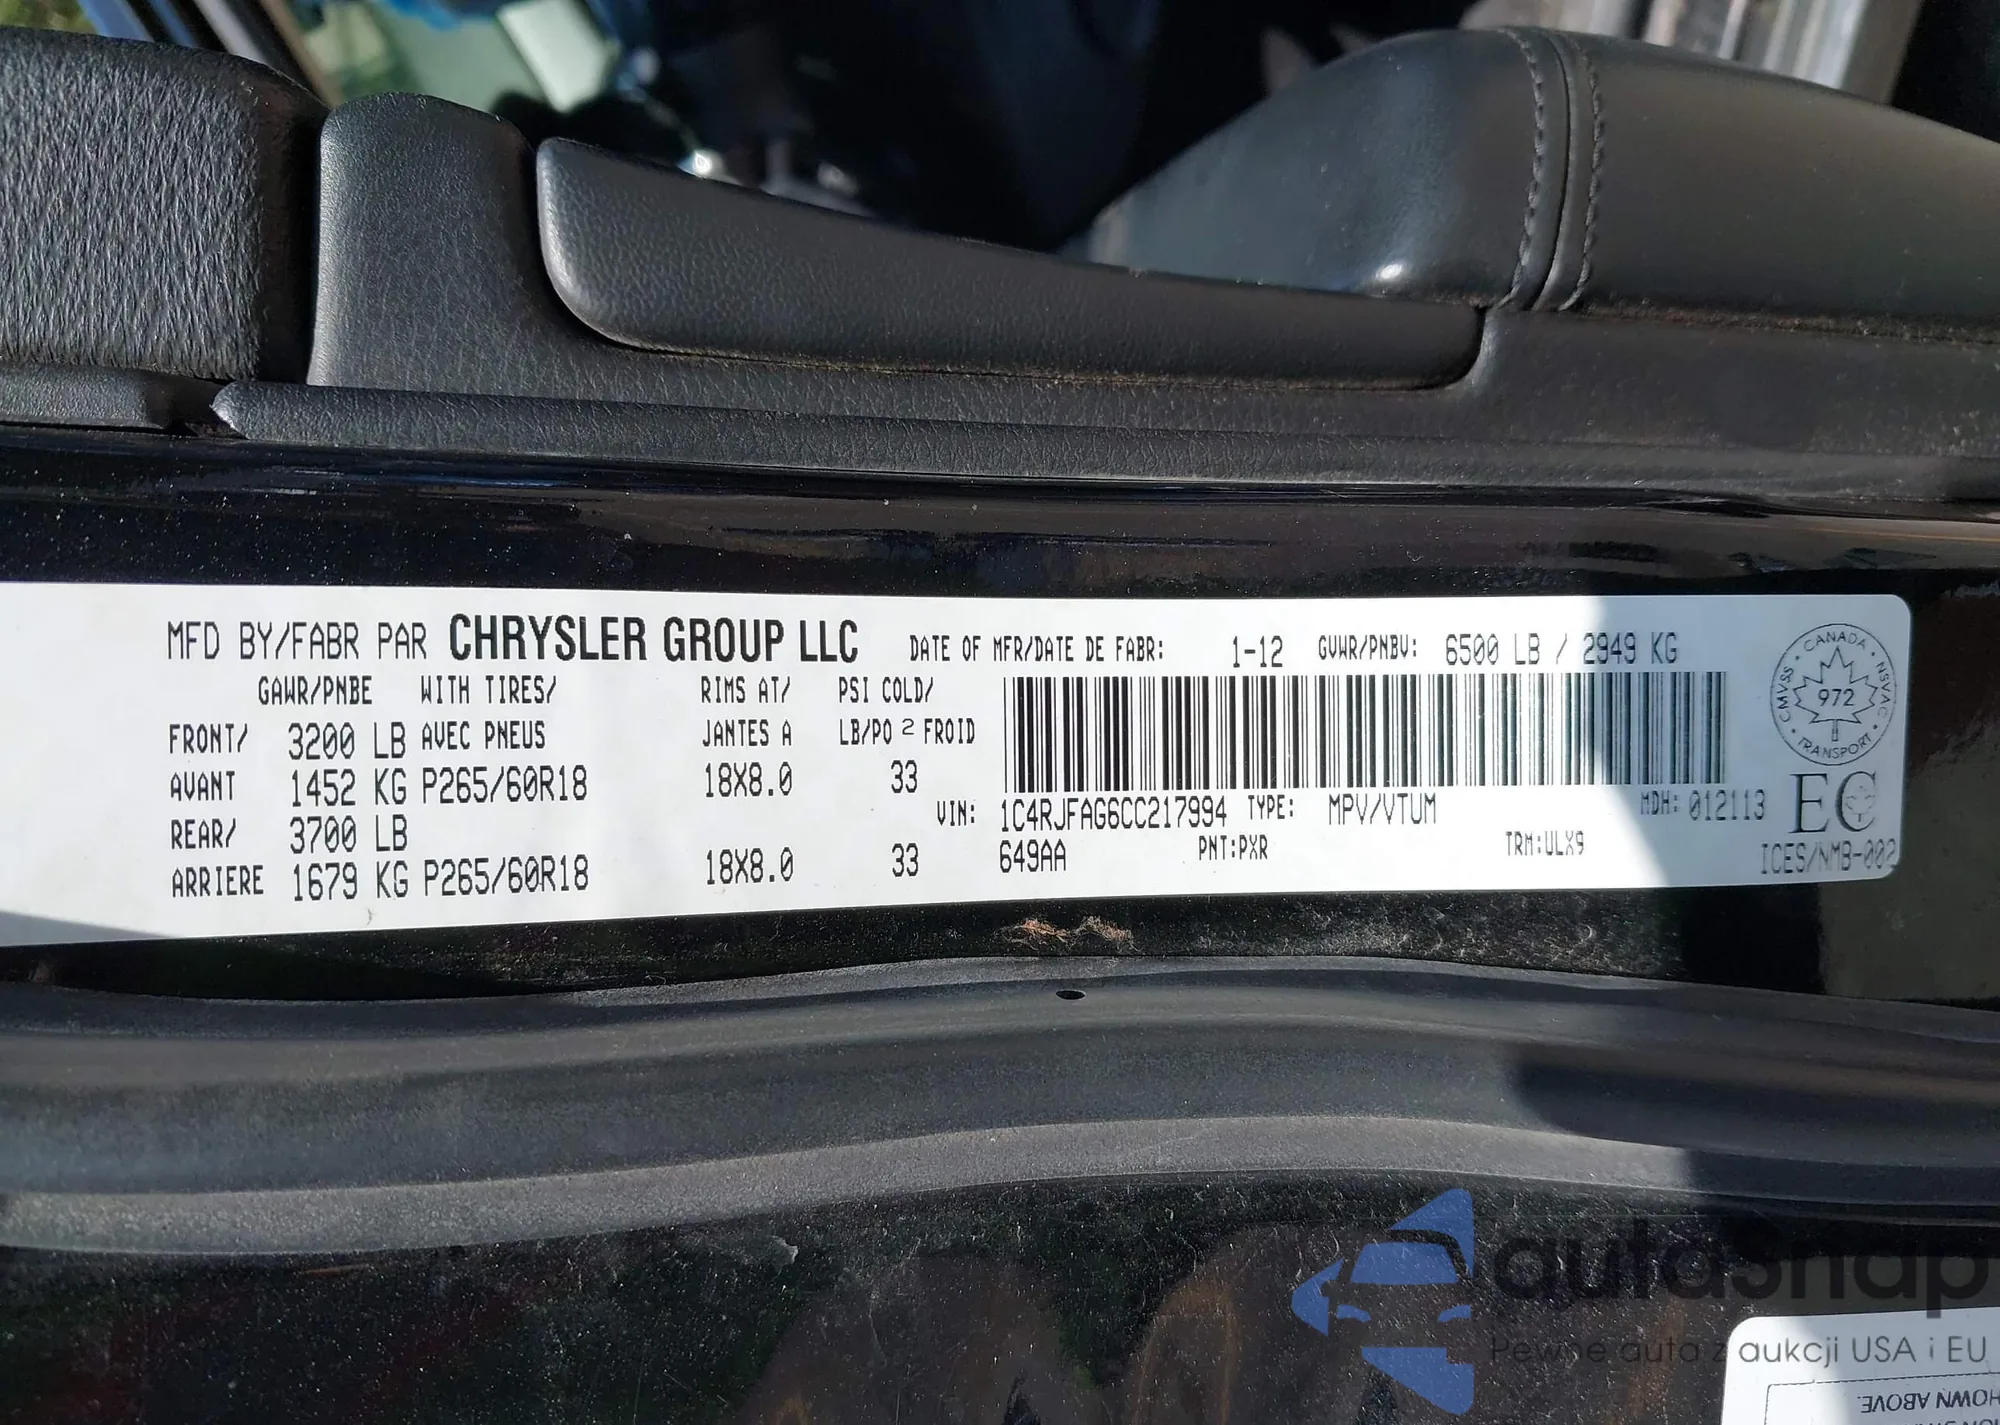 MFD BY/FABR PAR CHRYSLER GROUP LLC DATE OF MFR/DATE DE FABR: 1-12 GVWR/PNBV: 6500 LB / 2949 KG
GAWR/PNBE WITH TIRES/ RIMS AT/ PSI COLD/
FRONT/ 3200 LB AVEC PNEUS JANTES A LB/PO 2 FROID
AVANT 1452 KG P265/60R18 18X8.0 33
VIN: 1C4RJFAG6CC217994 TYPE: MPV/VTUM MDH: 012113
REAR/ 3700 LB
649AA PNT:PXR TRM:ULX9
ARRIERE 1679 KG P265/60R18 18X8.0 33
CMVSS · CANADA · NSVAC · TRANSPORT ·
972
EC
ICES/NMB-002
autosnap
Pewne auta z aukcji USA i EU
HOWN ABOVE.